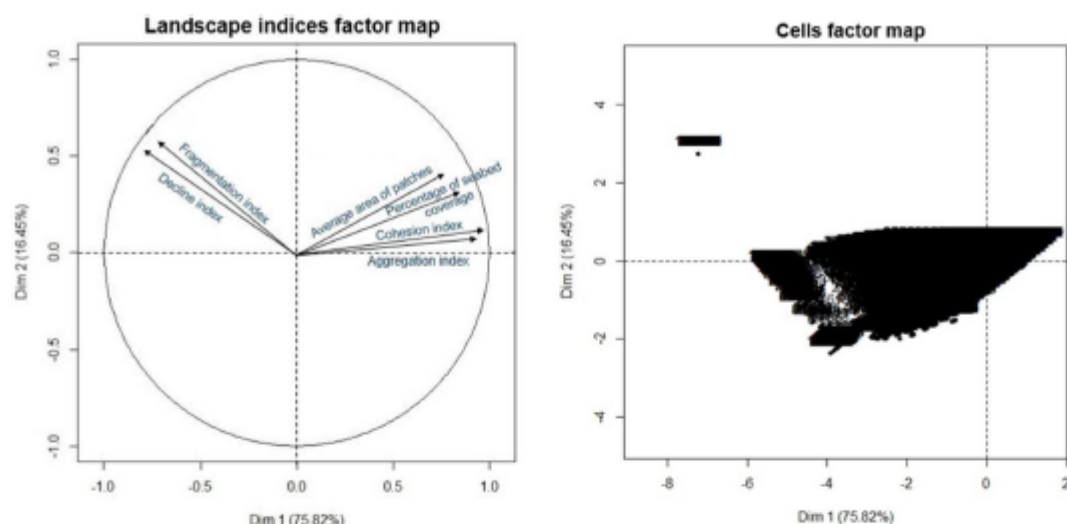 Landscape indices factor map
Dim 2 (16.45%)
1.0
0.5
0.0
-0.5
-1.0
Fragmentation index
Decline index
Average area of patches
Percentage of seabed
coverage
Cohesion index
Aggregation index
-1.0
-0.5
0.0
0.5
1.0
Dim 1 (75.82%)
Cells factor map
Dim 2 (16.45%)
4
2
0
-2
-4
-8
-6
-4
-2
0
2
Dim 1 (75.82%)